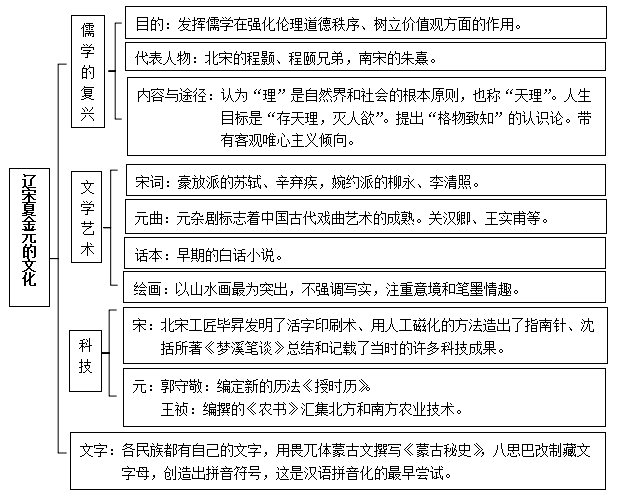 辽宋夏金元的文化
儒学的复兴
目的：发挥儒学在强化伦理道德秩序、树立价值观方面的作用。
代表人物：北宋的程颢、程颐兄弟，南宋的朱熹。
内容与途径：认为“理”是自然界和社会的根本原则，也称“天理”。人生
目标是“存天理，灭人欲”。提出“格物致知”的认识论。带
有客观唯心主义倾向。
文学艺术
宋词：豪放派的苏轼、辛弃疾，婉约派的柳永、李清照。
元曲：元杂剧标志着中国古代戏曲艺术的成熟。关汉卿、王实甫等。
话本：早期的白话小说。
绘画：以山水画最为突出，不强调写实，注重意境和笔墨情趣。
科技
宋：北宋工匠毕昇发明了活字印刷术、用人工磁化的方法造出了指南针、沈
括所著《梦溪笔谈》总结和记载了当时的许多科技成果。
元：郭守敬：编定新的历法《授时历》。
王祯：编撰的《农书》汇集北方和南方农业技术。
文字：各民族都有自己的文字，用畏兀体蒙古文撰写《蒙古秘史》，八思巴改制藏文
字母，创造出拼音符号，这是汉语拼音化的最早尝试。